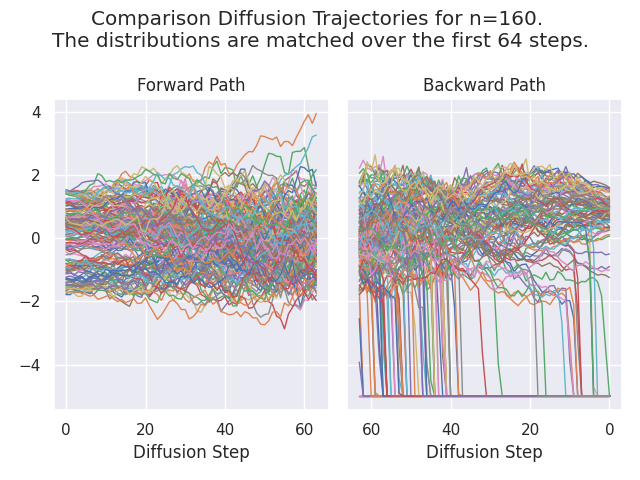 Comparison Diffusion Trajectories for n=160.
The distributions are matched over the first 64 steps.
Forward Path
Backward Path
4
2
0
−2
−4
0 20 40 60
60 40 20 0
Diffusion Step
Diffusion Step